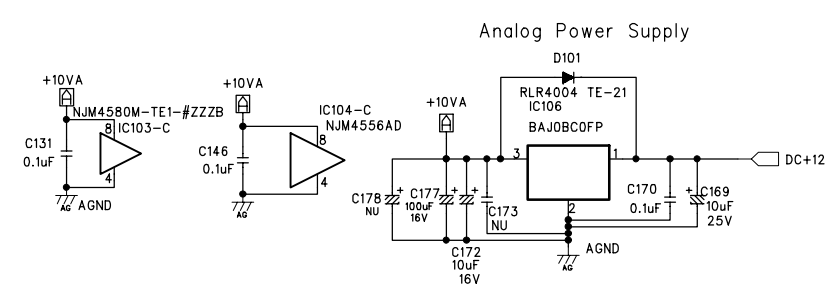 Analog Power Supply
D101
RLR4004 TE-21
IC106
BAJ0BC0FP
3
1
2
DC+12
+10VA
A
NJM4580M-TE1-#ZZZB
IC103-C
8
4
C131
0.1uF
AG
AGND
+10VA
A
IC104-C
NJM4556AD
8
4
C146
0.1uF
AG
+10VA
A
+
C178
NU
+
C177
100uF
16V
+
C172
10uF
16V
C173
NU
C170
0.1uF
+
C169
10uF
25V
AGND
AG